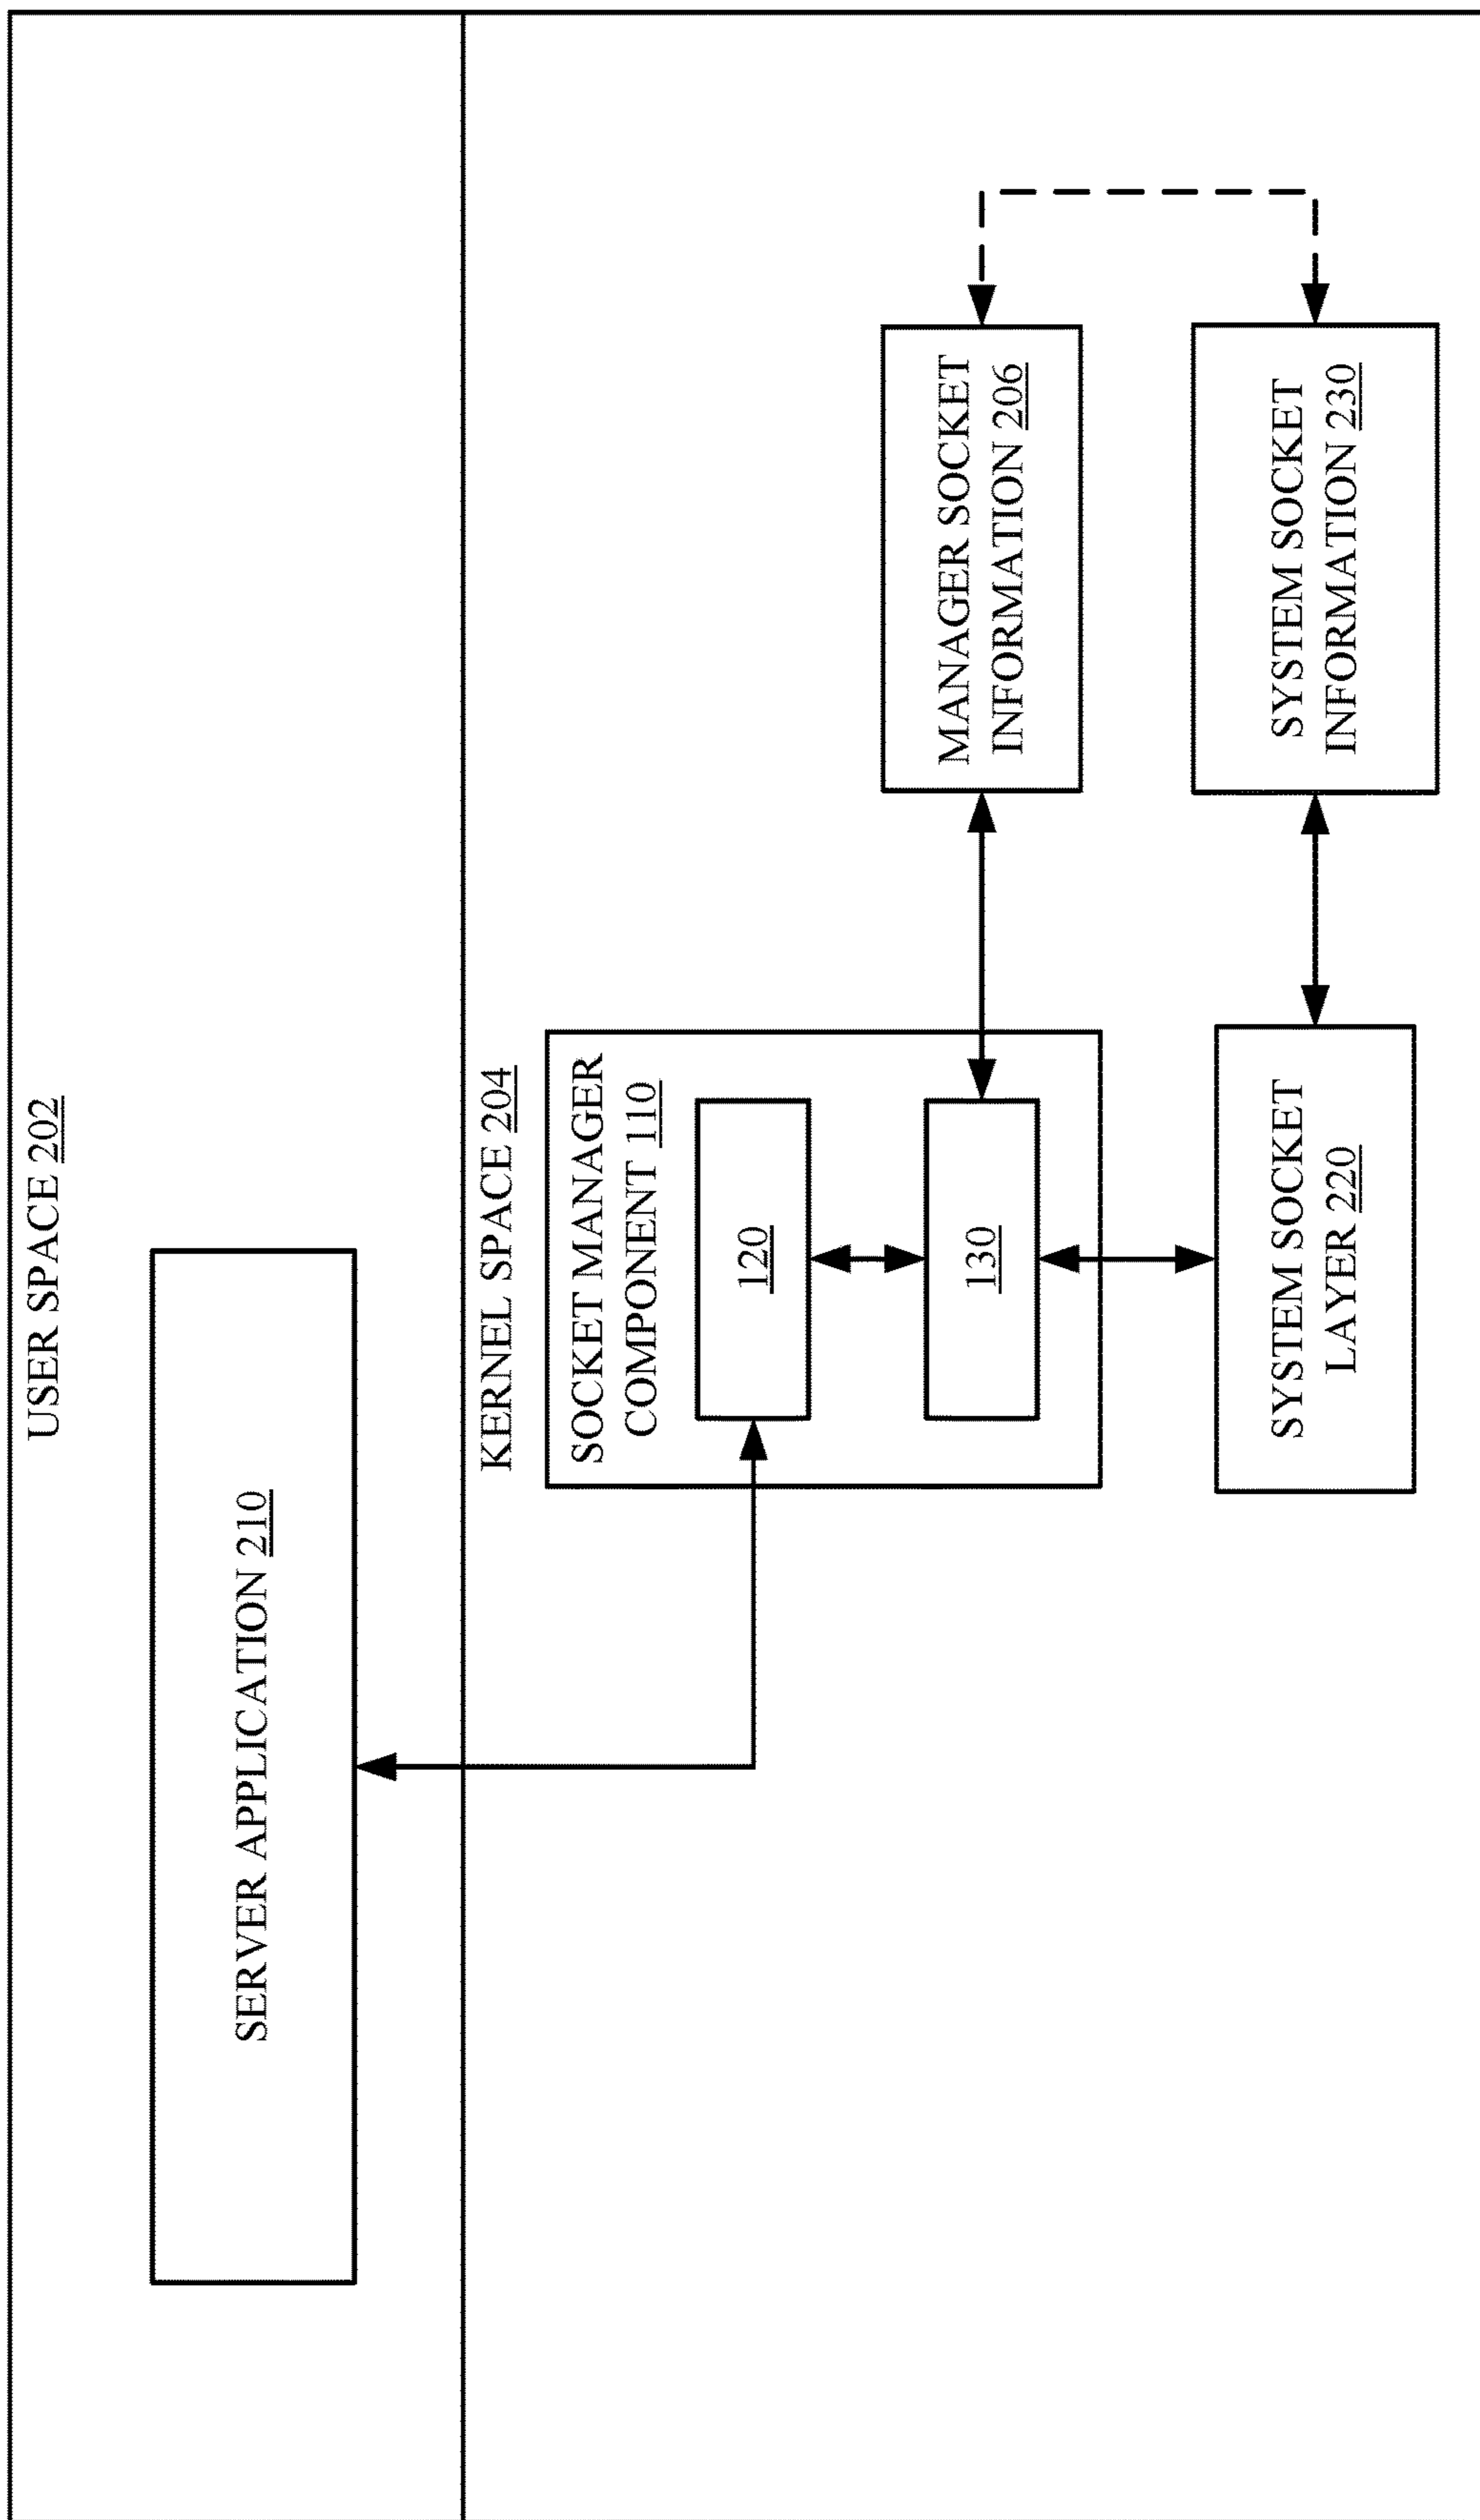 USER SPACE 202
SERVER APPLICATION 210
KERNEL SPACE 204
SOCKET MANAGER
COMPONENT 110
120
130
MANAGER SOCKET
INFORMATION 206
SYSTEM SOCKET
LAYER 220
SYSTEM SOCKET
INFORMATION 230